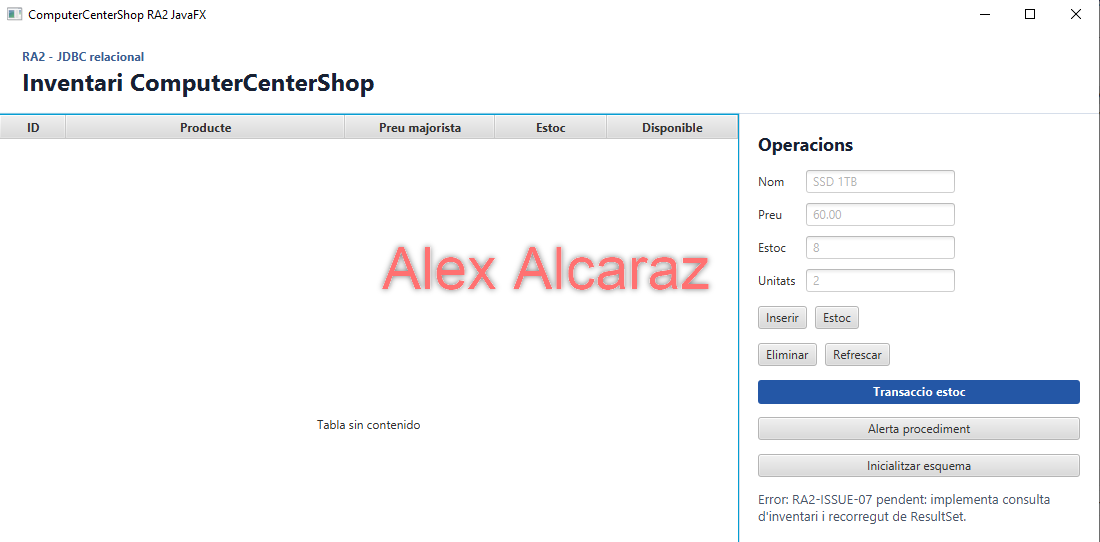 ComputerCenterShop RA2 JavaFX
RA2 - JDBC relacional
Inventari ComputerCenterShop
ID Producte Preu majorista Estoc Disponible
Tabla sin contenido
Alex Alcaraz
Operacions
Nom SSD 1TB
Preu 60.00
Estoc 8
Unitats 2
Inserir Estoc
Eliminar Refrescar
Transaccio estoc
Alerta procediment
Inicialitzar esquema
Error: RA2-ISSUE-07 pendent: implementa consulta
d'inventari i recorregut de ResultSet.